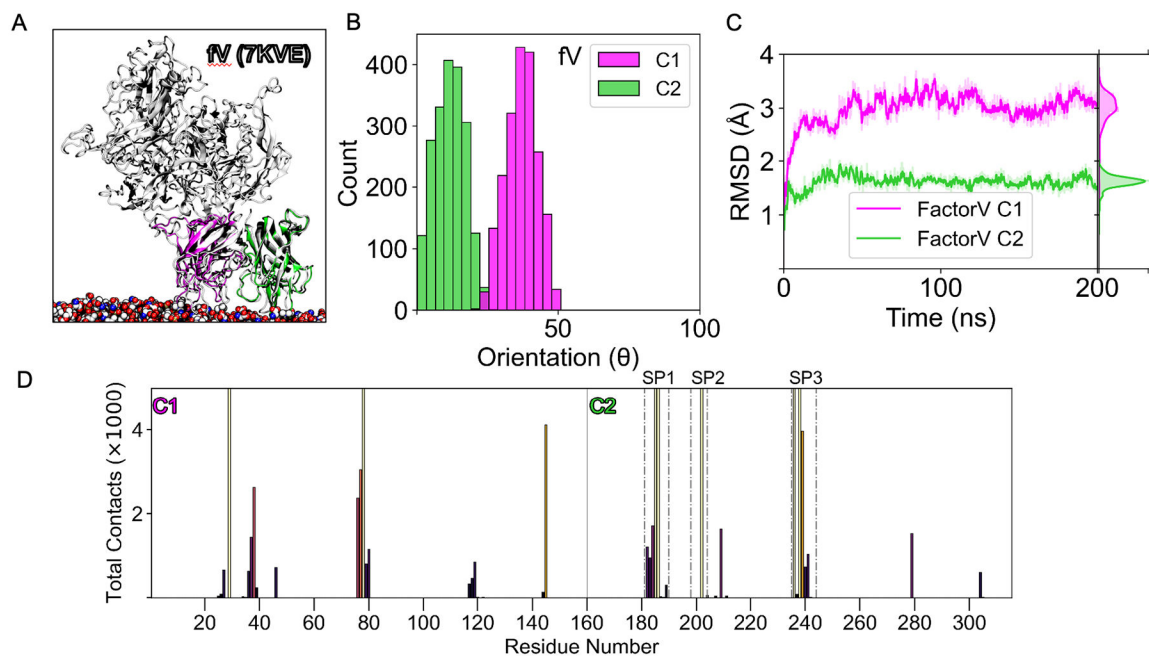 A
fV (7KVE)
B
fV
C1
C2
Count
400
300
200
100
0
50
100
Orientation (θ)
C
RMSD (Å)
4
3
2
1
FactorV C1
FactorV C2
0
100
200
Time (ns)
D
SP1 SP2 SP3
C1
C2
Total Contacts (×1000)
4
2
20 40 60 80 100 120 140 160 180 200 220 240 260 280 300
Residue Number